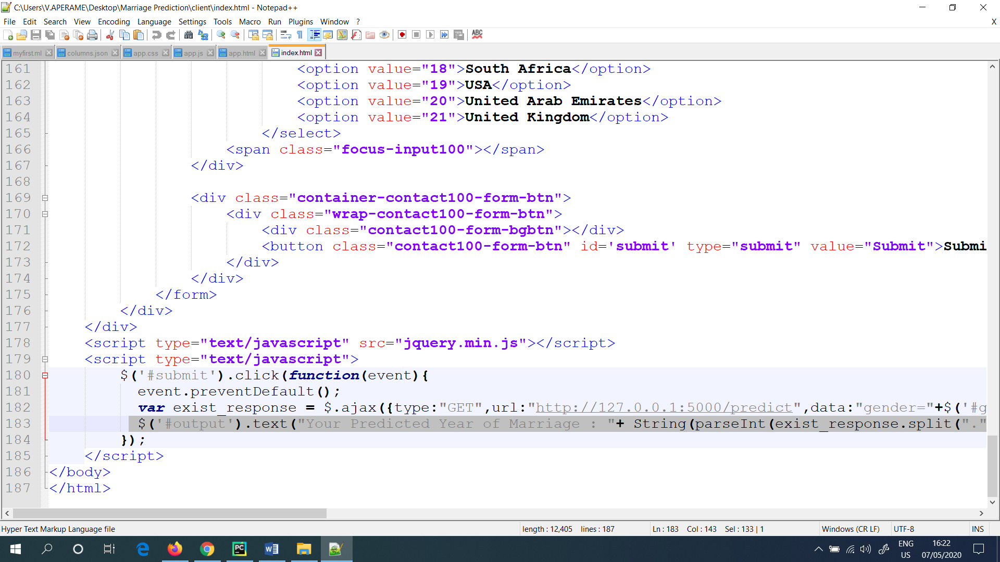 C:\Users\V.APERAME\Desktop\Marriage Prediction\client\index.html - Notepad++
File Edit Search View Encoding Language Settings Tools Macro Run Plugins Window ? X
ABC
myfirst.ml columns.json app.css app.js app.html index.html
161 <option value="18">South Africa</option>
162 <option value="19">USA</option>
163 <option value="20">United Arab Emirates</option>
164 <option value="21">United Kingdom</option>
165 </select>
166 <span class="focus-input100"></span>
167 </div>
168
169 <div class="container-contact100-form-btn">
170 <div class="wrap-contact100-form-btn">
171 <div class="contact100-form-bgbtn"></div>
172 <button class="contact100-form-btn" id='submit' type="submit" value="Submit">Submi
173 </div>
174 </div>
175 </form>
176 </div>
177 </div>
178 <script type="text/javascript" src="jquery.min.js"></script>
179 <script type="text/javascript">
180 $('#submit').click(function(event){
181 event.preventDefault();
182 var exist_response = $.ajax({type:"GET",url:"http://127.0.0.1:5000/predict",data:"gender="+$('#g
183 $('#output').text("Your Predicted Year of Marriage : "+ String(parseInt(exist_response.split("."
184 });
185 </script>
186 </body>
187 </html>
Hyper Text Markup Language file length : 12,405 lines : 187 Ln : 183 Col : 143 Sel : 133 | 1 Windows (CR LF) UTF-8 INS
ENG 16:22
US 07/05/2020